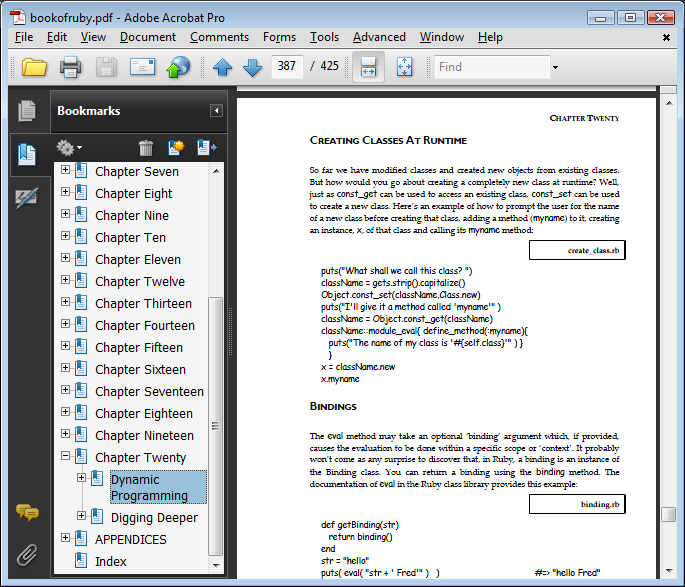 bookofruby.pdf - Adobe Acrobat Pro
File Edit View Document Comments Forms Tools Advanced Window Help
387 / 425 Find
Bookmarks
Chapter Seven
Chapter Eight
Chapter Nine
Chapter Ten
Chapter Eleven
Chapter Twelve
Chapter Thirteen
Chapter Fourteen
Chapter Fifteen
Chapter Sixteen
Chapter Seventeen
Chapter Eighteen
Chapter Nineteen
Chapter Twenty
Dynamic
Programming
Digging Deeper
APPENDICES
Index
CHAPTER TWENTY
CREATING CLASSES AT RUNTIME
So far we have modified classes and created new objects from existing classes.
But how would you go about creating a completely new class at runtime? Well,
just as const_get can be used to access an existing class, const_set can be used
to create a new class. Here's an example of how to prompt the user for the name
of a new class before creating that class, adding a method (myname) to it, creating
an instance, x, of that class and calling its myname method:
create_class.rb
puts("What shall we call this class? ")
className = gets.strip().capitalize()
Object.const_set(className,Class.new)
puts("I'll give it a method called 'myname'" )
className = Object.const_get(className)
className::module_eval{ define_method(:myname){
puts("The name of my class is '#{self.class}'" ) }
}
x = className.new
x.myname
BINDINGS
The eval method may take an optional 'binding' argument which, if provided,
causes the evaluation to be done within a specific scope or 'context'. It probably
won't come as any surprise to discover that, in Ruby, a binding is an instance of
the Binding class. You can return a binding using the binding method. The
documentation of eval in the Ruby class library provides this example:
binding.rb
def getBinding(str)
return binding()
end
str = "hello"
puts( eval( "str + ' Fred'" ) ) #=> "hello Fred"